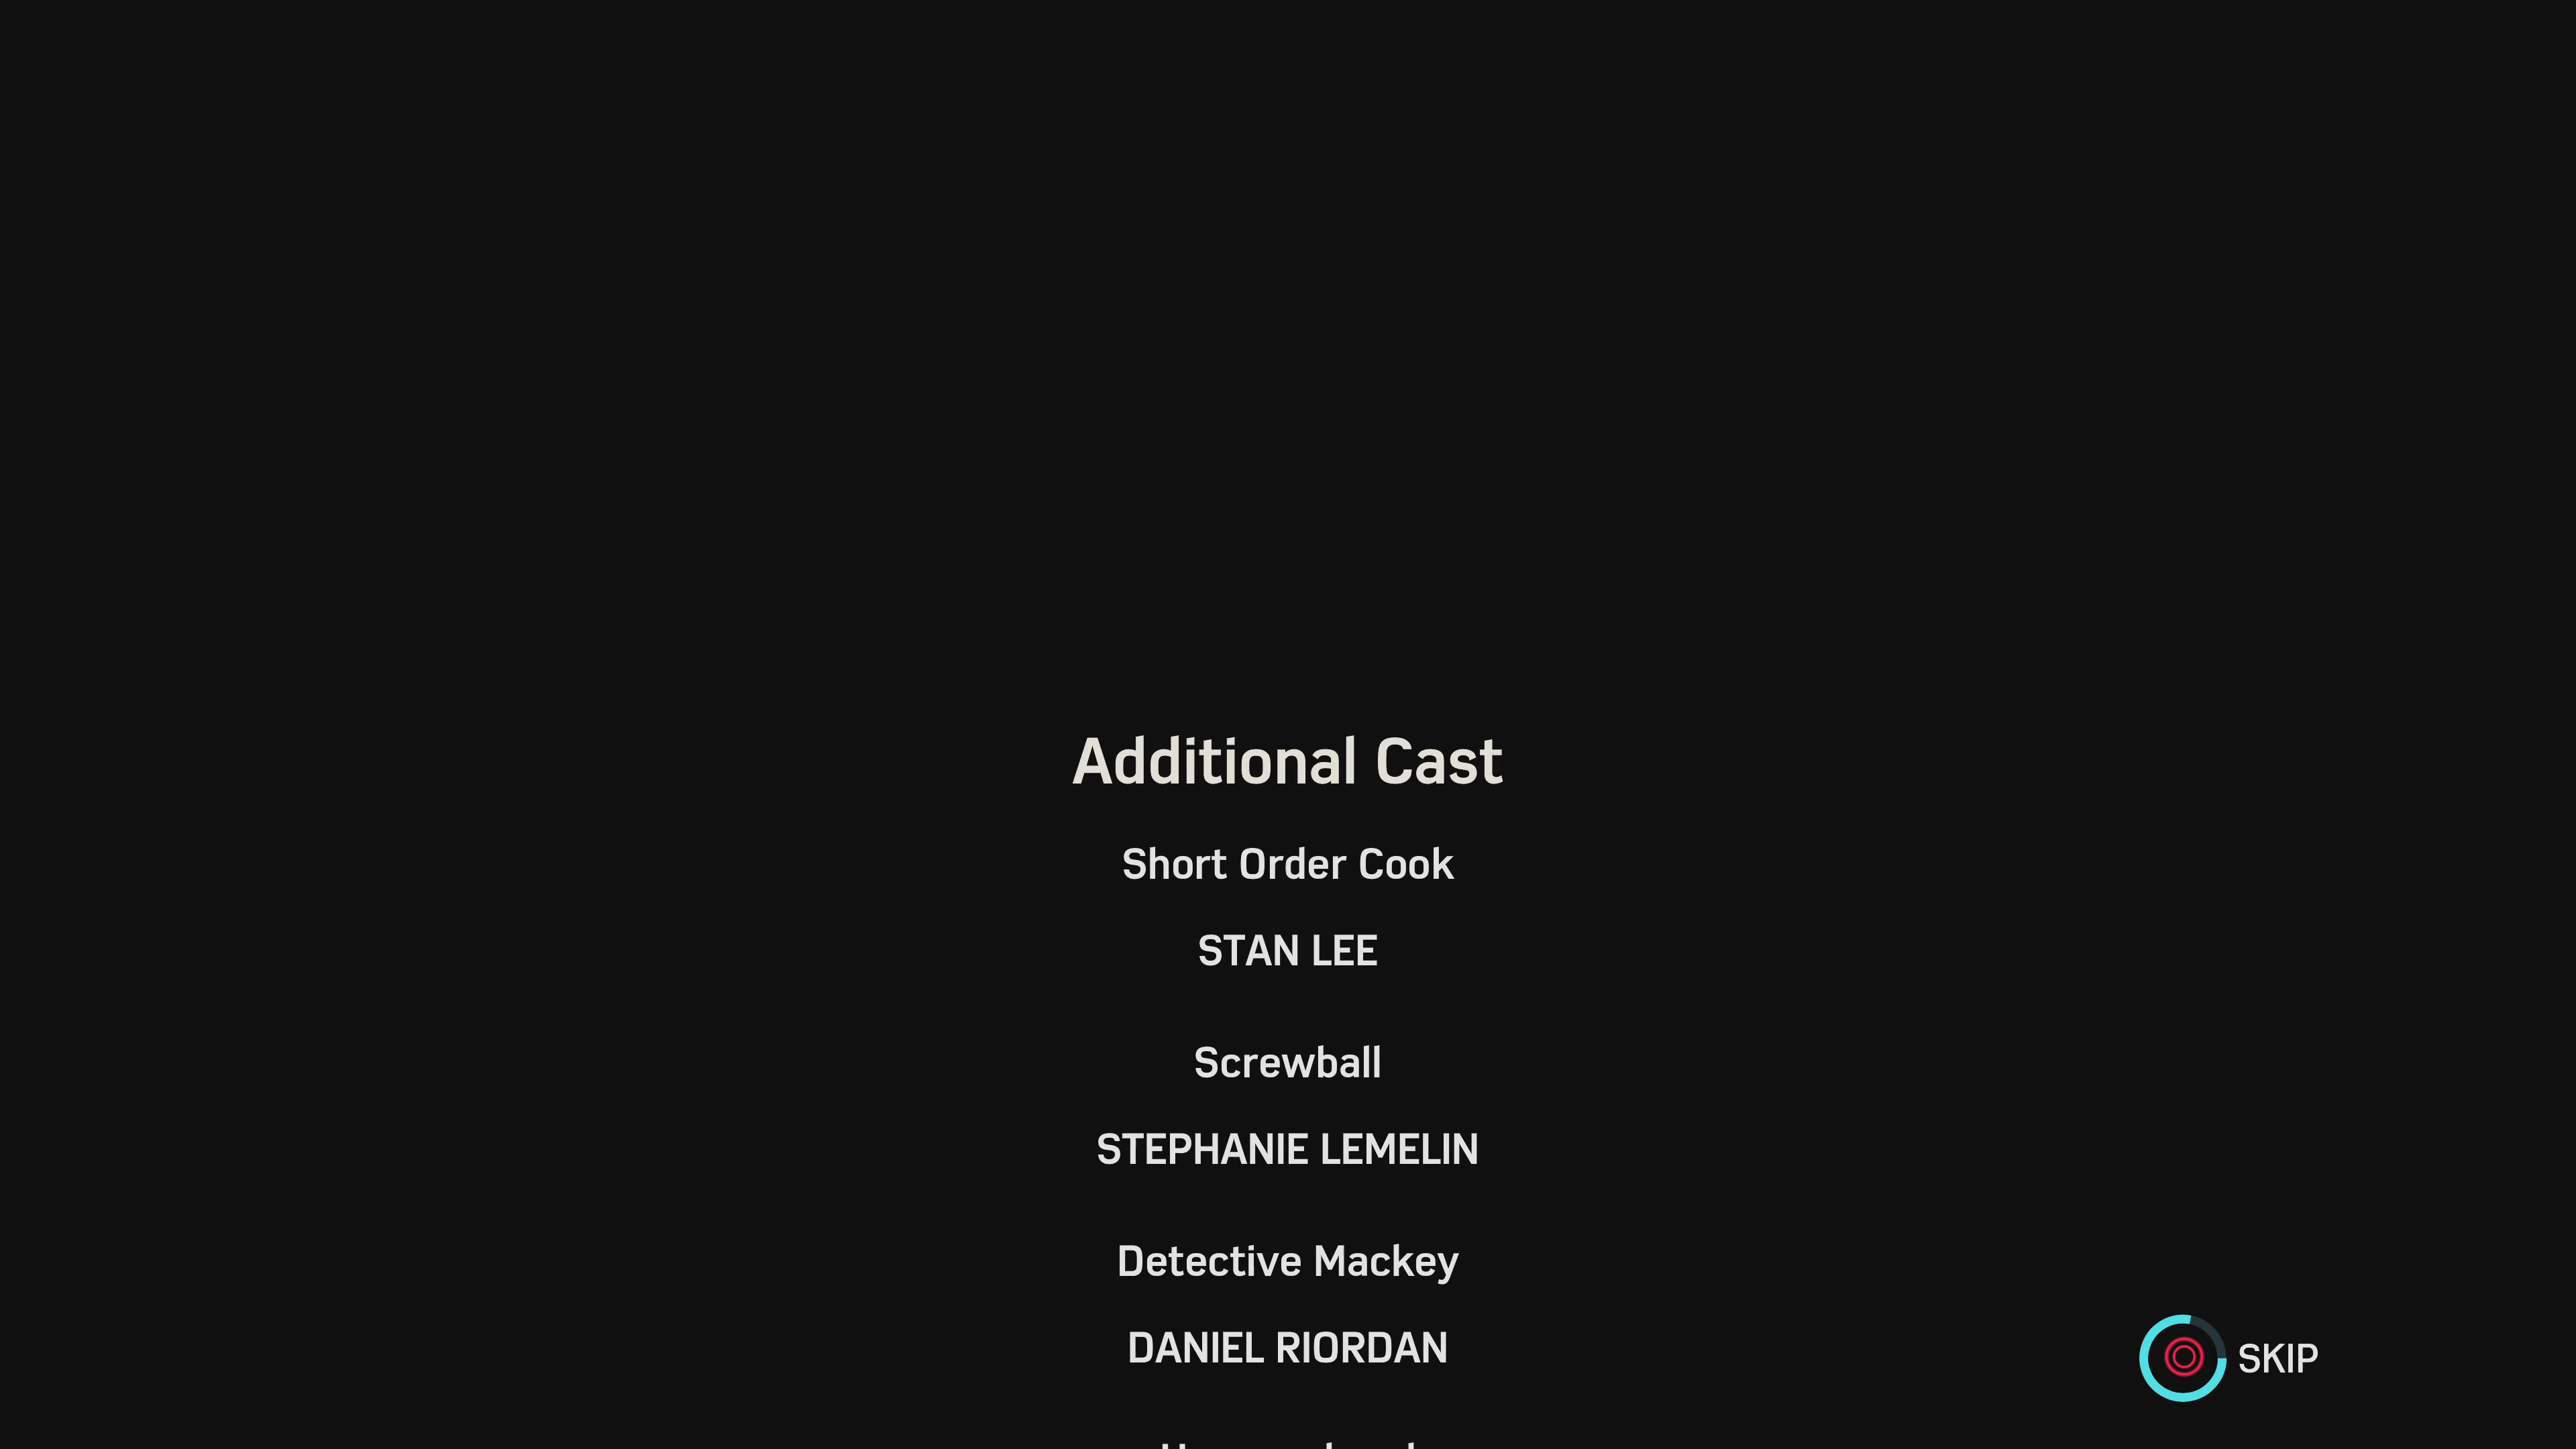 Additional Cast
Short Order Cook
STAN LEE
Screwball
STEPHANIE LEMELIN
Detective Mackey
DANIEL RIORDAN
SKIP